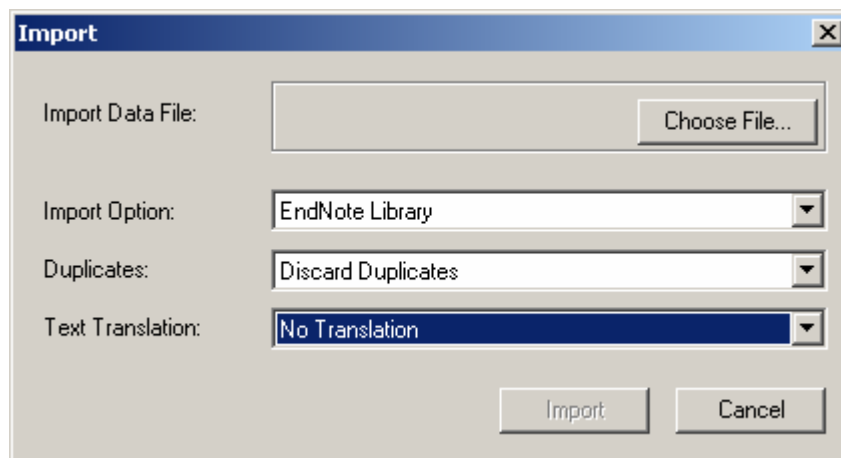 Import
Import Data File:
Choose File...
Import Option: EndNote Library
Duplicates: Discard Duplicates
Text Translation: No Translation
Import Cancel